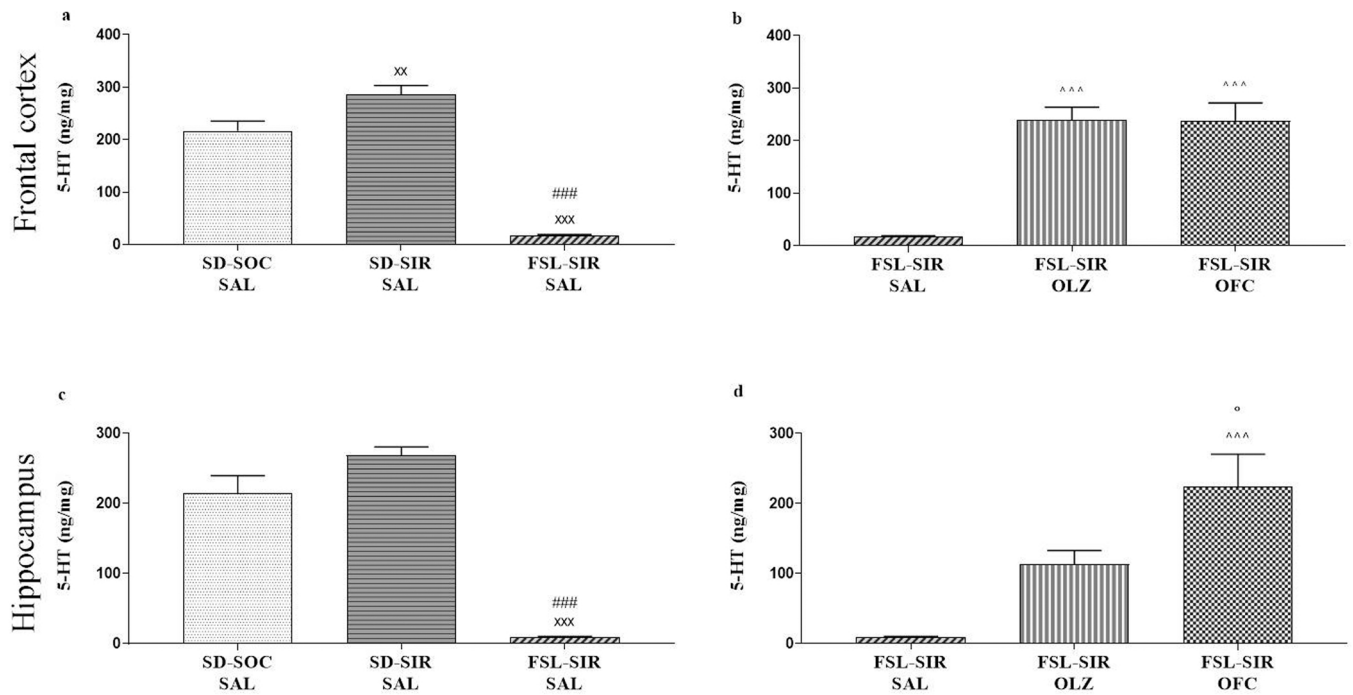 Frontal cortex
a
5-HT (ng/mg)
400
300
200
100
0
xx
###
xxx
SD-SOC
SAL
SD-SIR
SAL
FSL-SIR
SAL
b
5-HT (ng/mg)
400
300
200
100
0
^^^
^^^
FSL-SIR
SAL
FSL-SIR
OLZ
FSL-SIR
OFC
Hippocampus
c
5-HT (ng/mg)
300
200
100
0
###
xxx
SD-SOC
SAL
SD-SIR
SAL
FSL-SIR
SAL
d
5-HT (ng/mg)
300
200
100
0
°
^^^
FSL-SIR
SAL
FSL-SIR
OLZ
FSL-SIR
OFC